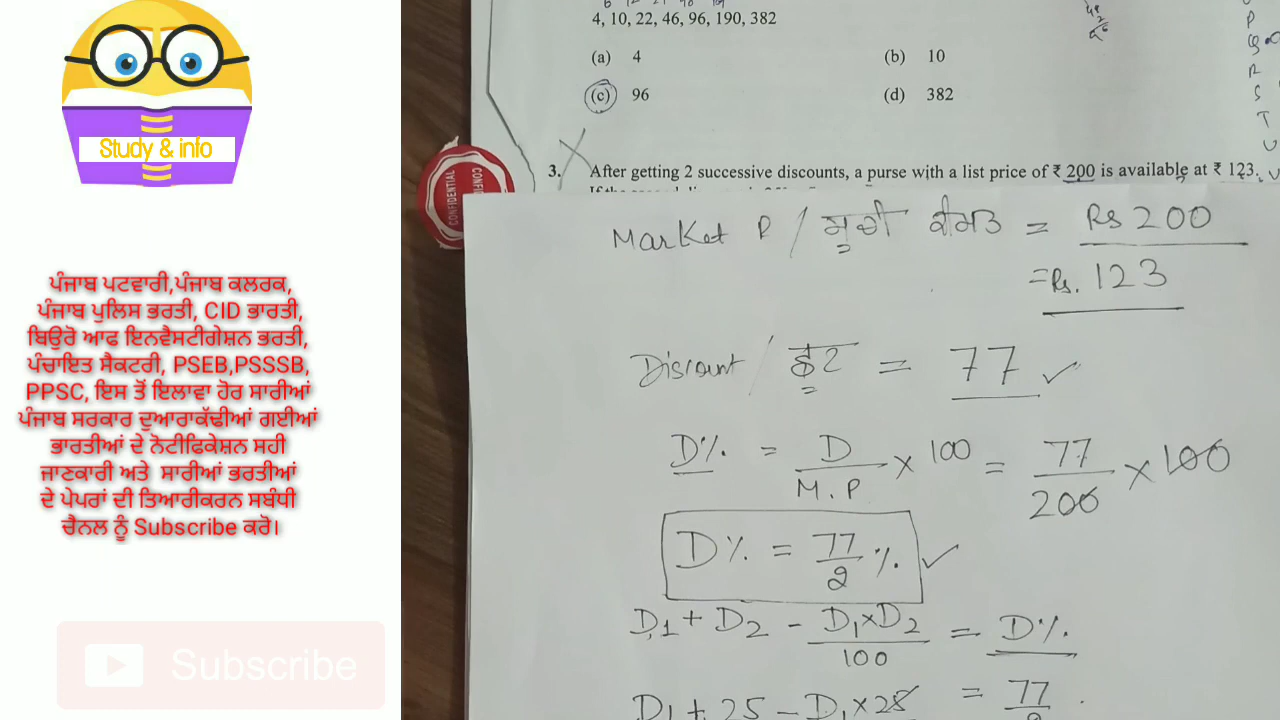 Study & info
ਪੰਜਾਬ ਪਟਵਾਰੀ,ਪੰਜਾਬ ਕਲਰਕ,
ਪੰਜਾਬ ਪੁਲਿਸ ਭਰਤੀ, CID ਭਾਰਤੀ,
ਬਿਊਰੋ ਆਫ ਇਨਵੈਸਟੀਗੇਸ਼ਨ ਭਰਤੀ,
ਪੰਚਾਇਤ ਸੈਕਟਰੀ, PSEB,PSSSB,
PPSC, ਇਸ ਤੋਂ ਇਲਾਵਾ ਹੋਰ ਸਾਰੀਆਂ
ਪੰਜਾਬ ਸਰਕਾਰ ਦੁਆਰਾਕੱਢੀਆਂ ਗਈਆਂ
ਭਾਰਤੀਆਂ ਦੇ ਨੋਟੀਫਿਕੇਸ਼ਨ ਸਹੀ
ਜਾਣਕਾਰੀ ਅਤੇ ਸਾਰੀਆਂ ਭਰਤੀਆਂ
ਦੇ ਪੇਪਰਾਂ ਦੀ ਤਿਆਰੀਕਰਨ ਸਬੰਧੀ
ਚੈਨਲ ਨੂੰ Subscribe ਕਰੋ।
Subscribe
4, 10, 22, 46, 96, 190, 382
(a) 4 (b) 10
(c) 96 (d) 382
CONFIDENTIAL
3. After getting 2 successive discounts, a purse with a list price of ₹ 200 is available at ₹ 123.
Market P / ਸੂਚੀ ਕੀਮਤ = Rs 200
= Rs. 123
Discount / ਛੂਟ = 77
D% = D/M.P × 100 = 77/200 × 100
D% = 77/2 %
D1 + D2 - D1×D2/100 = D%
D1 + 25 - D1×25 = 77/2